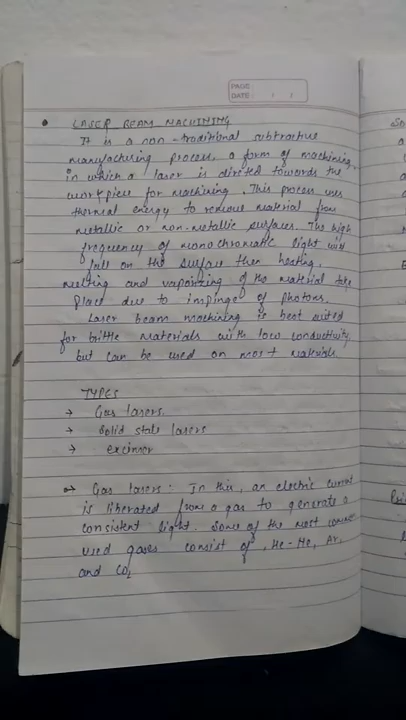 PAGE
DATE
LASER BEAM MACHINING
It is a non-traditional subtractive
manufacturing process, a form of machining,
in which a laser is directed towards the
workpiece for machining. This process uses
thermal energy to remove material from
metallic or non-metallic surfaces. The high
frequency of monochromatic light will
fall on the surface then heating,
melting and vaporizing of the material take
place due to impinge of photons.
Laser beam machining is best suited
for brittle materials with low conductivity,
but can be used on most materials.
TYPES
→ Gas lasers.
→ Solid state lasers
→ excimer
Gas lasers: In this, an electric current
is liberated from a gas to generate a
consistent light. Some of the most
used gases consist of, He-Ne, Ar,
and CO2